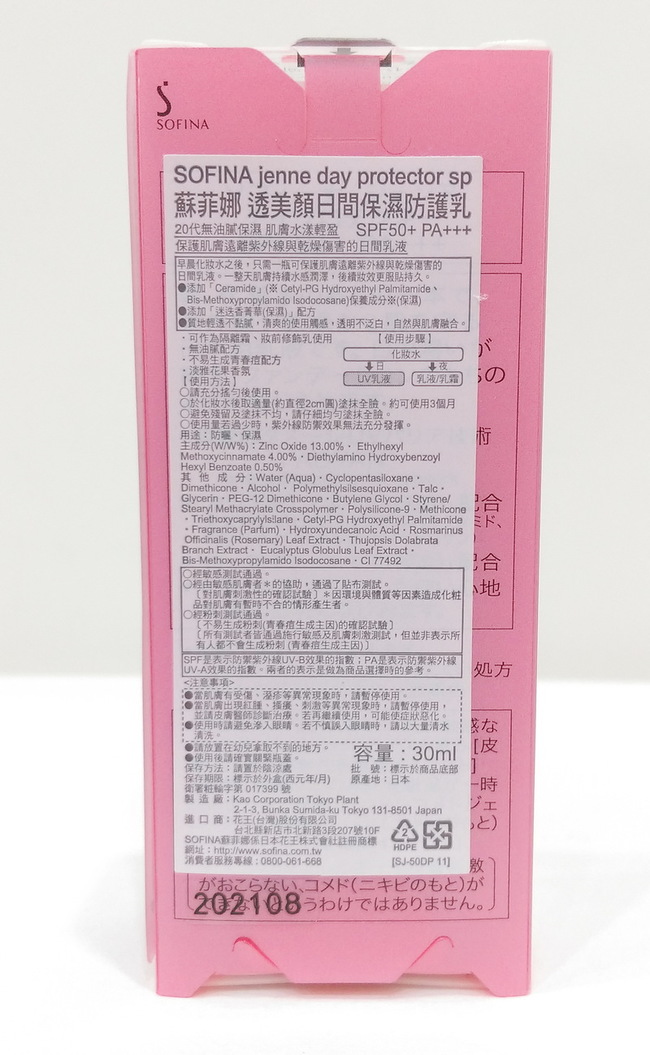 SOFINA
SOFINA jenne day protector sp
蘇菲娜 透美顏日間保濕防護乳
20代無油膩保濕 肌膚水漾輕盈 SPF50+ PA+++
保護肌膚遠離紫外線與乾燥傷害的日間乳液
早晨化妝水之後,只需一瓶可保護肌膚遠離紫外線與乾燥傷害的
日間乳液。一整天肌膚持續水感潤澤,後續妝效更服貼持久。
●添加「Ceramide」(※ Cetyl-PG Hydroxyethyl Palmitamide、
Bis-Methoxypropylamido Isodocosane)保養成分※(保濕)
●添加「迷迭香菁華(保濕)」配方
●質地輕透不黏膩,清爽的使用觸感,透明不泛白,自然與肌膚融合。
・可作為隔離霜、妝前修飾乳使用
・無油膩配方
・不易生成青春痘配方
・淡雅花果香氛
【使用步驟】
化妝水
日 夜
UV乳液 乳液/乳霜
【使用方法】
○請充分搖勻後使用。
○於化妝水後取適量(約直徑2cm圓)塗抹全臉。約可使用3個月
○避免殘留及塗抹不均,請仔細均勻塗抹全臉。
○使用量若過少時,紫外線防禦效果無法充分發揮。
用途:防曬、保濕
主成分(W/W%):Zinc Oxide 13.00%・Ethylhexyl
Methoxycinnamate 4.00%・Diethylamino Hydroxybenzoyl
Hexyl Benzoate 0.50%
其 他 成 分:Water (Aqua)・Cyclopentasiloxane・
Dimethicone・Alcohol・Polymethylsilsesquioxane・Talc・
Glycerin・PEG-12 Dimethicone・Butylene Glycol・Styrene/
Stearyl Methacrylate Crosspolymer・Polysilicone-9・Methicone
・Triethoxycaprylylsilane・Cetyl-PG Hydroxyethyl Palmitamide
・Fragrance (Parfum)・Hydroxyundecanoic Acid・Rosmarinus
Officinalis (Rosemary) Leaf Extract・Thujopsis Dolabrata
Branch Extract・Eucalyptus Globulus Leaf Extract・
Bis-Methoxypropylamido Isodocosane・CI 77492
○經敏感測試通過。
○經由敏感肌膚者＊的協助,通過了貼布測試。
〔對肌膚刺激性的確認試驗〕＊因環境與體質等因素造成化粧
品對肌膚有暫時不合的情形產生者。
○經粉刺測試通過。
〔不易生成粉刺(青春痘生成主因)的確認試驗〕
〔所有測試者皆通過施行敏感及肌膚刺激測試,但並非表示所
有人都不會生成粉刺(青春痘生成主因)〕
SPF是表示防禦紫外線UV-B效果的指數;PA是表示防禦紫外線
UV-A效果的指數。兩者的表示是做為商品選擇時的參考。
<注意事項>
●當肌膚有受傷、溼疹等異常現象時,請暫停使用。
●當肌膚出現紅腫、搔癢、刺激等異常現象時,請暫停使用,
並請皮膚醫師診斷治療。若再繼續使用,可能使症狀惡化。
●使用時請避免滲入眼睛。若不慎誤入眼睛時,請以大量清水
清洗。
●請放置在幼兒拿取不到的地方。
●使用後請確實關緊瓶蓋。
容量:30ml
保存方法:請置於陰涼處
批 號:標示於商品底部
保存期限:標示於外盒(西元年/月)
原產地:日本
衛署粧輸字第 017399 號
製 造 廠:Kao Corporation Tokyo Plant
2-1-3, Bunka Sumida-ku Tokyo 131-8501 Japan
進 口 商:花王(台灣)股份有限公司
台北縣新店市北新路3段207號10F
SOFINA蘇菲娜係日本花王株式會社註冊商標
網址:http://www.sofina.com.tw
消費者服務專線:0800-061-668
2
HDPE
[SJ-50DP 11]
が
術
配合
ミド、
配合
処方
[皮
一時
ジェ
がおこらない、コメド(ニキビのもと)が
うわけではありません。
202108